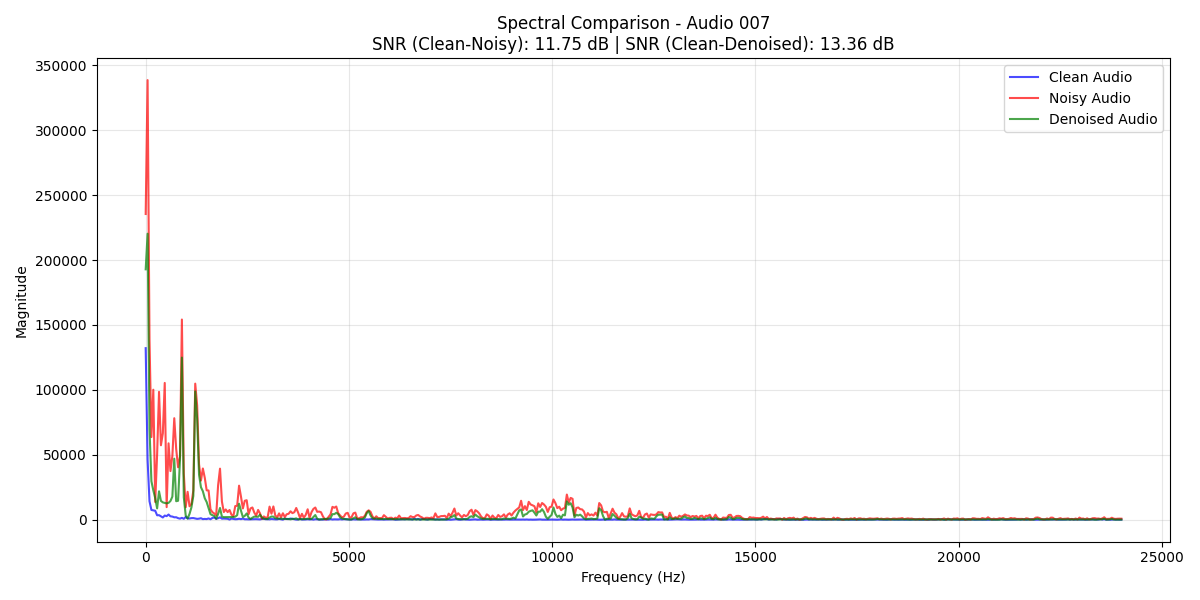 Spectral Comparison - Audio 007
SNR (Clean-Noisy): 11.75 dB | SNR (Clean-Denoised): 13.36 dB
Clean Audio
Noisy Audio
Denoised Audio
350000
300000
250000
200000
150000
100000
50000
0
Magnitude
0
5000
10000
15000
20000
25000
Frequency (Hz)